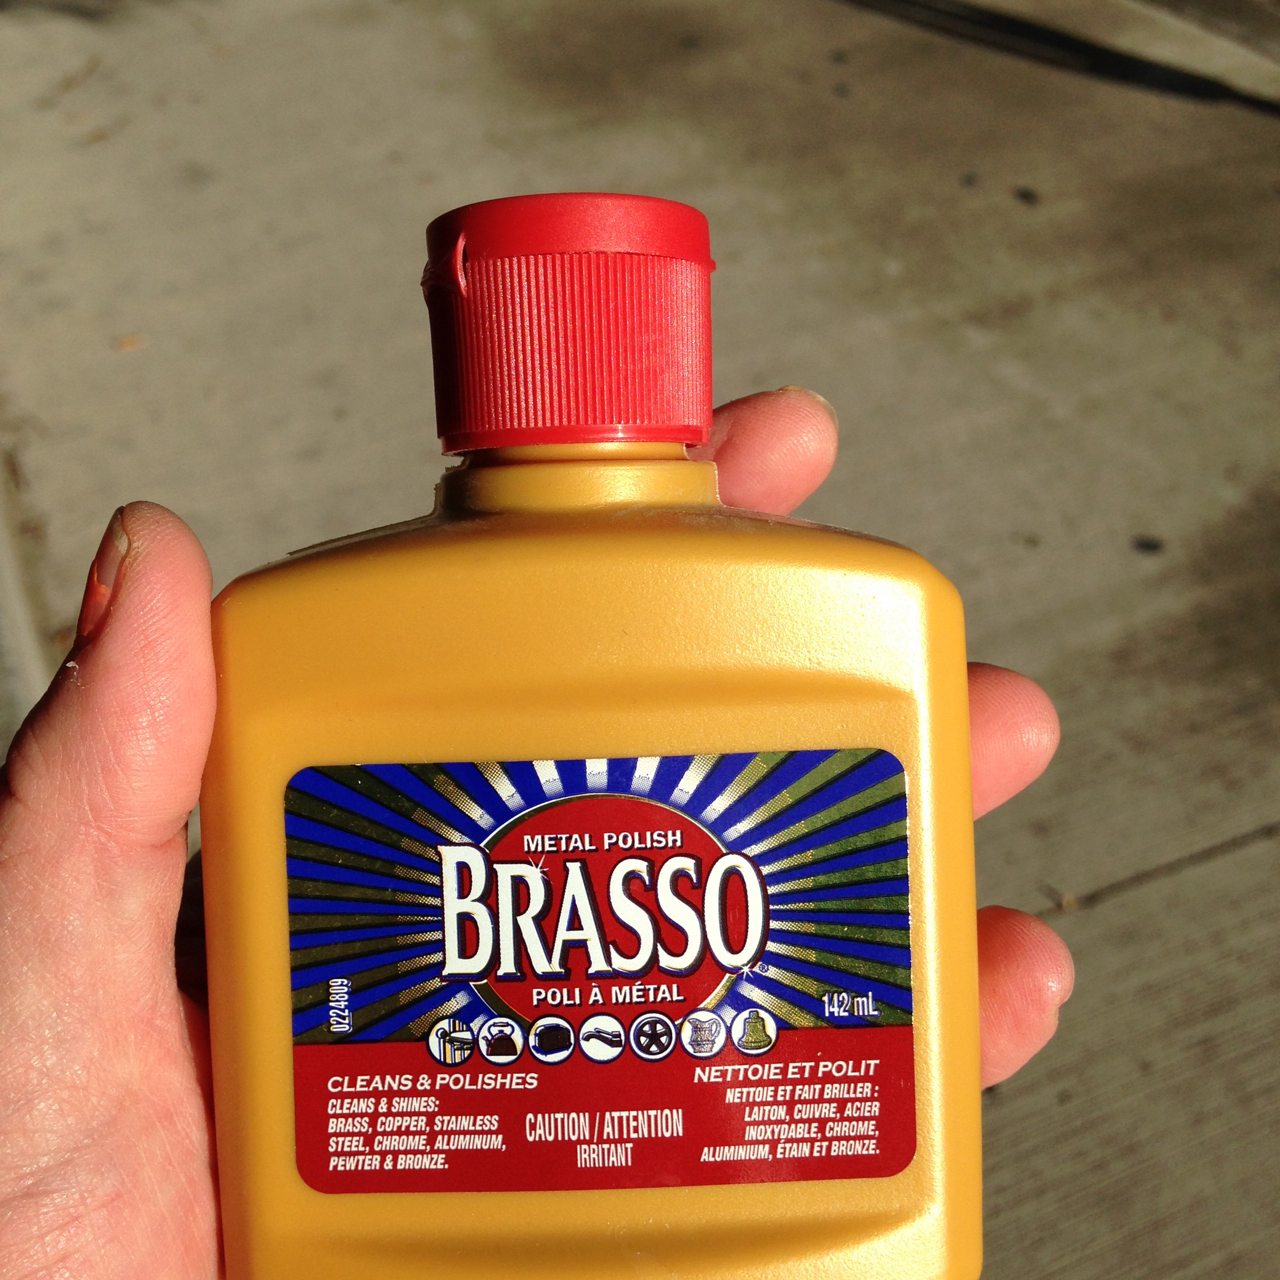 METAL POLISH
BRASSO
®
POLI À MÉTAL
142 mL
0224809
CLEANS & POLISHES
CLEANS & SHINES:
BRASS, COPPER, STAINLESS
STEEL, CHROME, ALUMINUM,
PEWTER & BRONZE.
CAUTION / ATTENTION
IRRITANT
NETTOIE ET POLIT
NETTOIE ET FAIT BRILLER :
LAITON, CUIVRE, ACIER
INOXYDABLE, CHROME,
ALUMINIUM, ÉTAIN ET BRONZE.